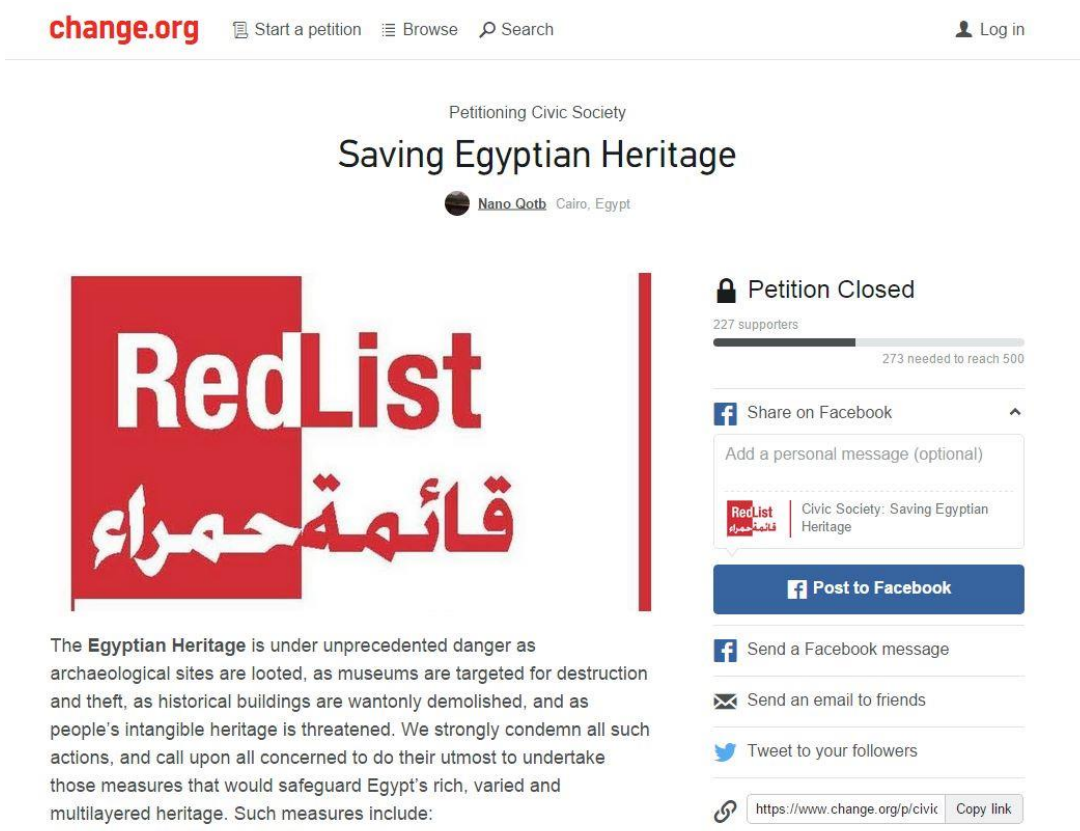 change.org
Start a petition
Browse
Search
Log in
Petitioning Civic Society
Saving Egyptian Heritage
Nano Qotb Cairo, Egypt
RedList
قائمة حمراء
The Egyptian Heritage is under unprecedented danger as
archaeological sites are looted, as museums are targeted for destruction
and theft, as historical buildings are wantonly demolished, and as
people's intangible heritage is threatened. We strongly condemn all such
actions, and call upon all concerned to do their utmost to undertake
those measures that would safeguard Egypt's rich, varied and
multilayered heritage. Such measures include:
Petition Closed
227 supporters
273 needed to reach 500
Share on Facebook
Add a personal message (optional)
RedList
قائمة حمراء
Civic Society: Saving Egyptian
Heritage
Post to Facebook
Send a Facebook message
Send an email to friends
Tweet to your followers
https://www.change.org/p/civic
Copy link